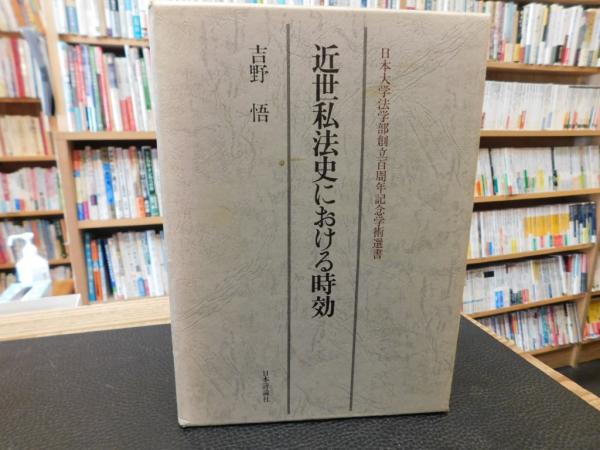 日本大学法学部創立百周年記念学術選書
近世私法史における時効
吉野 悟
日本評論社